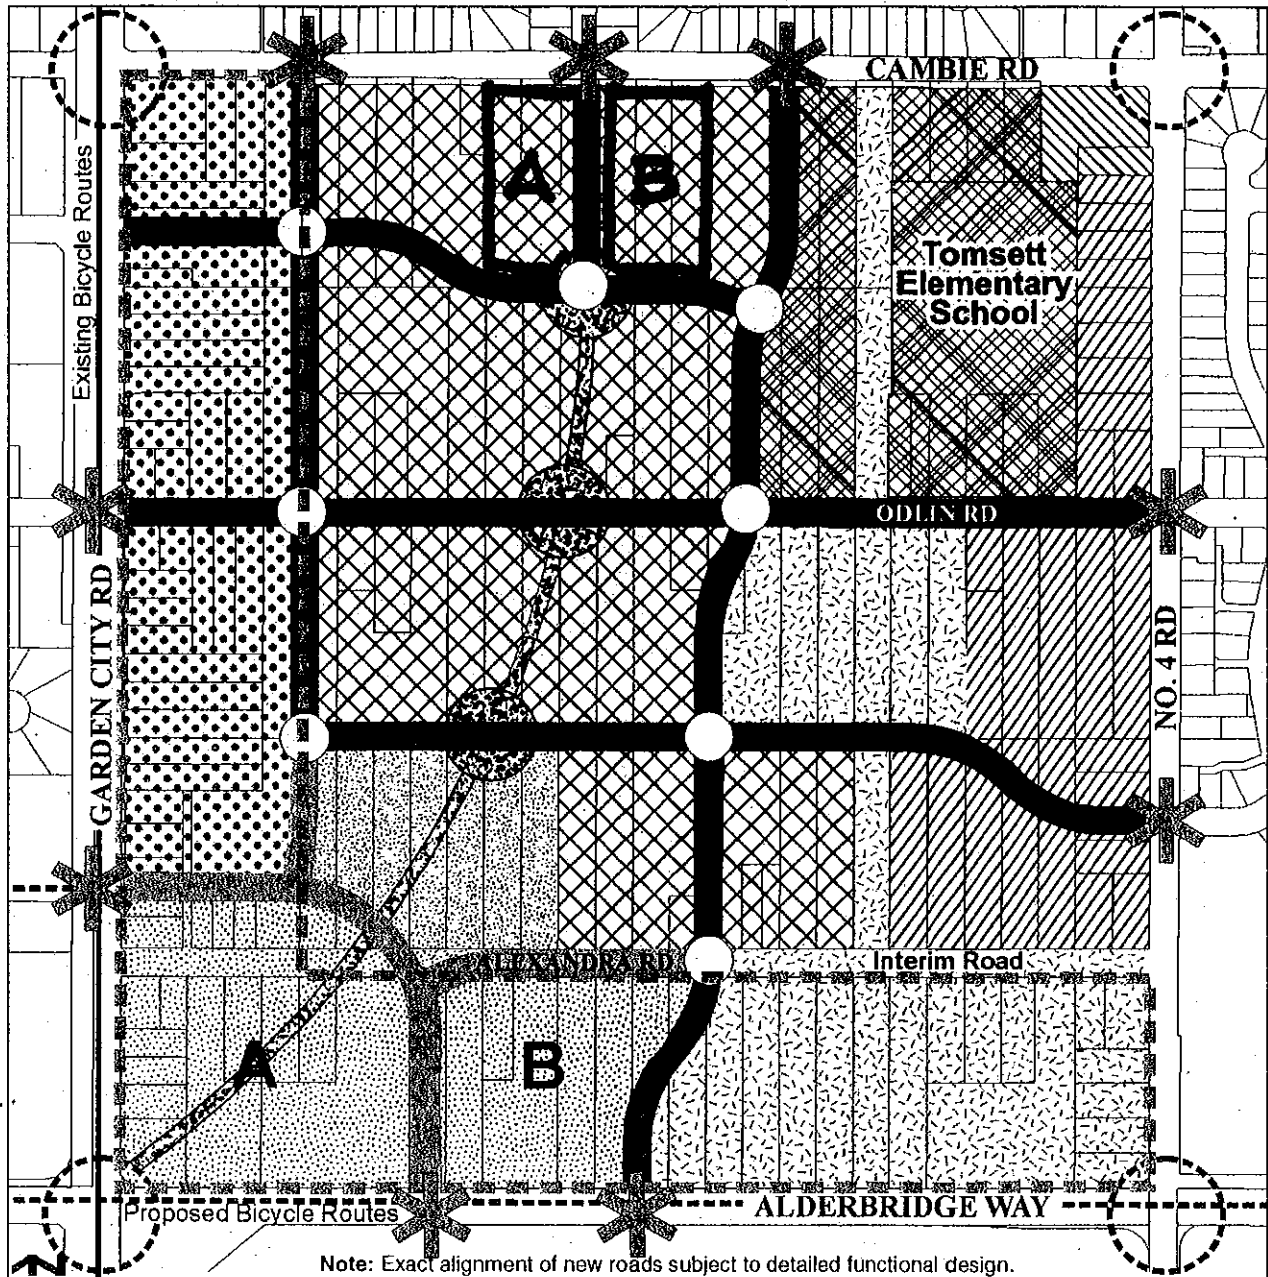 CAMBIE RD
Existing Bicycle Routes
A
B
Tomsett
Elementary
School
ODLIN RD
GARDEN CITY RD
NO. 4 RD
ALEXANDRA RD
Interim Road
A
B
Proposed Bicycle Routes
ALDERBRIDGE WAY
Note: Exact alignment of new roads subject to detailed functional design.